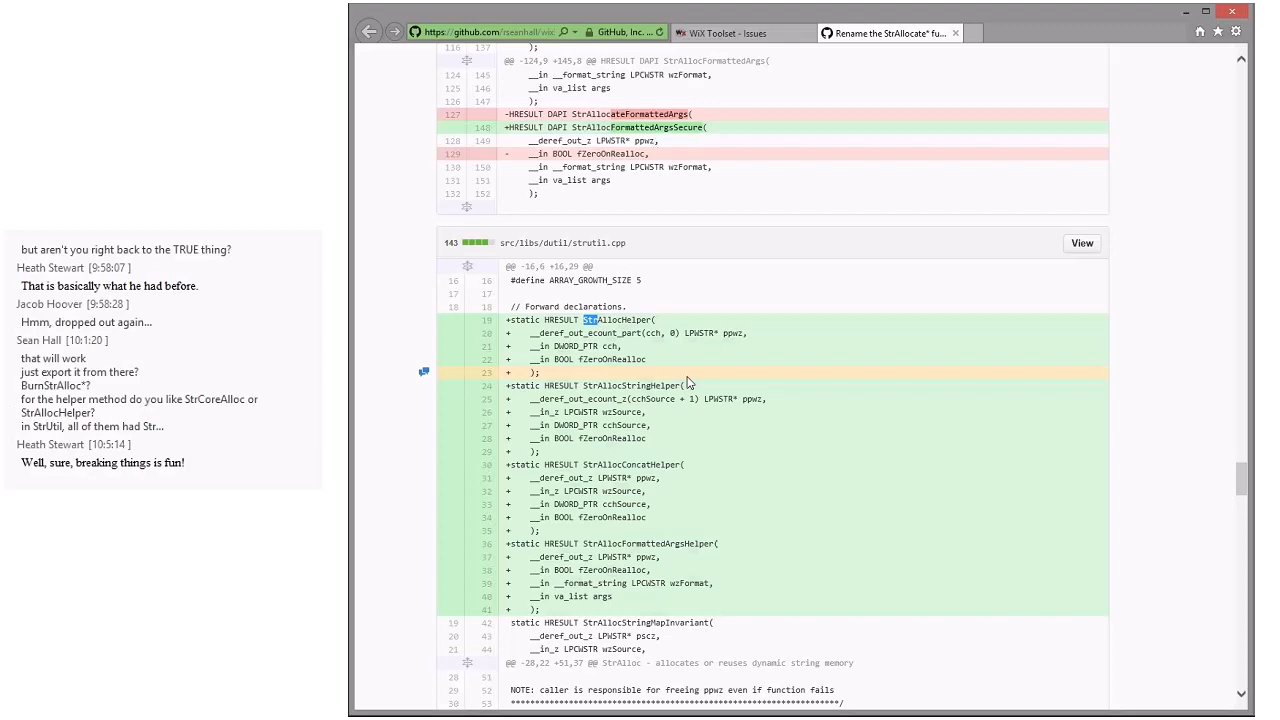 but aren't you right back to the TRUE thing?
Heath Stewart [9:58:07 ]
That is basically what he had before.
Jacob Hoover [9:58:28 ]
Hmm, dropped out again...
Sean Hall [10:1:20 ]
that will work
just export it from there?
BurnStrAlloc*?
for the helper method do you like StrCoreAlloc or
StrAllocHelper?
in StrUtil, all of them had Str...
Heath Stewart [10:5:14 ]
Well, sure, breaking things is fun!
https://github.com/rseanhall/wix GitHub, Inc. ... WiX Toolset - Issues Rename the StrAllocate* fu...
116 137 );
@@ -124,9 +145,8 @@ HRESULT DAPI StrAllocFormattedArgs(
124 145 __in __format_string LPCWSTR wzFormat,
125 146 __in va_list args
126 147 );
127 -HRESULT DAPI StrAllocateFormattedArgs(
148 +HRESULT DAPI StrAllocFormattedArgsSecure(
128 149 __deref_out_z LPWSTR* ppwz,
129 - __in BOOL fZeroOnRealloc,
130 150 __in __format_string LPCWSTR wzFormat,
131 151 __in va_list args
132 152 );
143 src/libs/dutil/strutil.cpp View
@@ -16,6 +16,29 @@
16 16 #define ARRAY_GROWTH_SIZE 5
17 17
18 18 // Forward declarations.
19 +static HRESULT StrAllocHelper(
20 + __deref_out_ecount_part(cch, 0) LPWSTR* ppwz,
21 + __in DWORD_PTR cch,
22 + __in BOOL fZeroOnRealloc
23 + );
24 +static HRESULT StrAllocStringHelper(
25 + __deref_out_ecount_z(cchSource + 1) LPWSTR* ppwz,
26 + __in_z LPCWSTR wzSource,
27 + __in DWORD_PTR cchSource,
28 + __in BOOL fZeroOnRealloc
29 + );
30 +static HRESULT StrAllocConcatHelper(
31 + __deref_out_z LPWSTR* ppwz,
32 + __in_z LPCWSTR wzSource,
33 + __in DWORD_PTR cchSource,
34 + __in BOOL fZeroOnRealloc
35 + );
36 +static HRESULT StrAllocFormattedArgsHelper(
37 + __deref_out_z LPWSTR* ppwz,
38 + __in BOOL fZeroOnRealloc,
39 + __in __format_string LPCWSTR wzFormat,
40 + __in va_list args
41 + );
19 42 static HRESULT StrAllocStringMapInvariant(
20 43 __deref_out_z LPWSTR* pscz,
21 44 __in_z LPCWSTR wzSource,
@@ -28,22 +51,37 @@ StrAlloc - allocates or reuses dynamic string memory
28 51
29 52 NOTE: caller is responsible for freeing ppwz even if function fails
30 53 ********************************************************************/